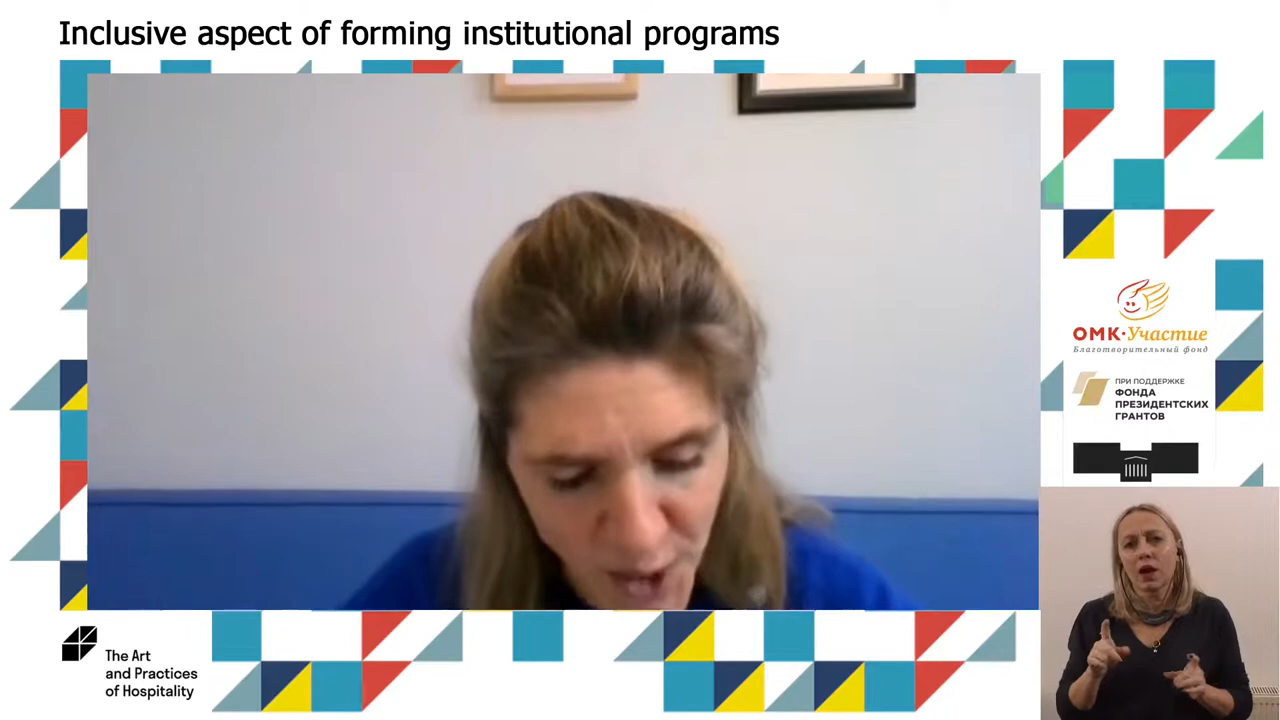 Inclusive aspect of forming institutional programs
ОМК·Участие
Благотворительный фонд
ПРИ ПОДДЕРЖКЕ
ФОНДА
ПРЕЗИДЕНТСКИХ
ГРАНТОВ
The Art
and Practices
of Hospitality